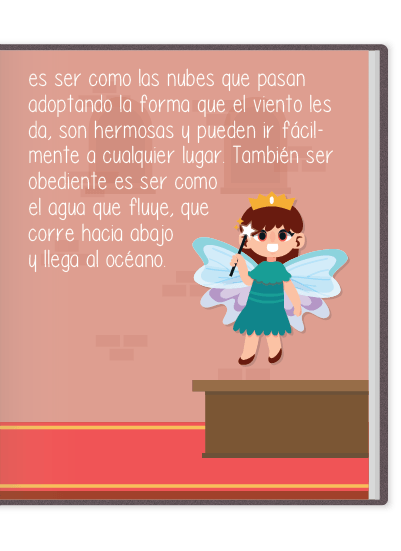 es ser como las nubes que pasan
adoptando la forma que el viento les
da, son hermosas y pueden ir fácil-
mente a cualquier lugar. También ser
obediente es ser como
el agua que fluye, que
corre hacia abajo
y llega al océano.